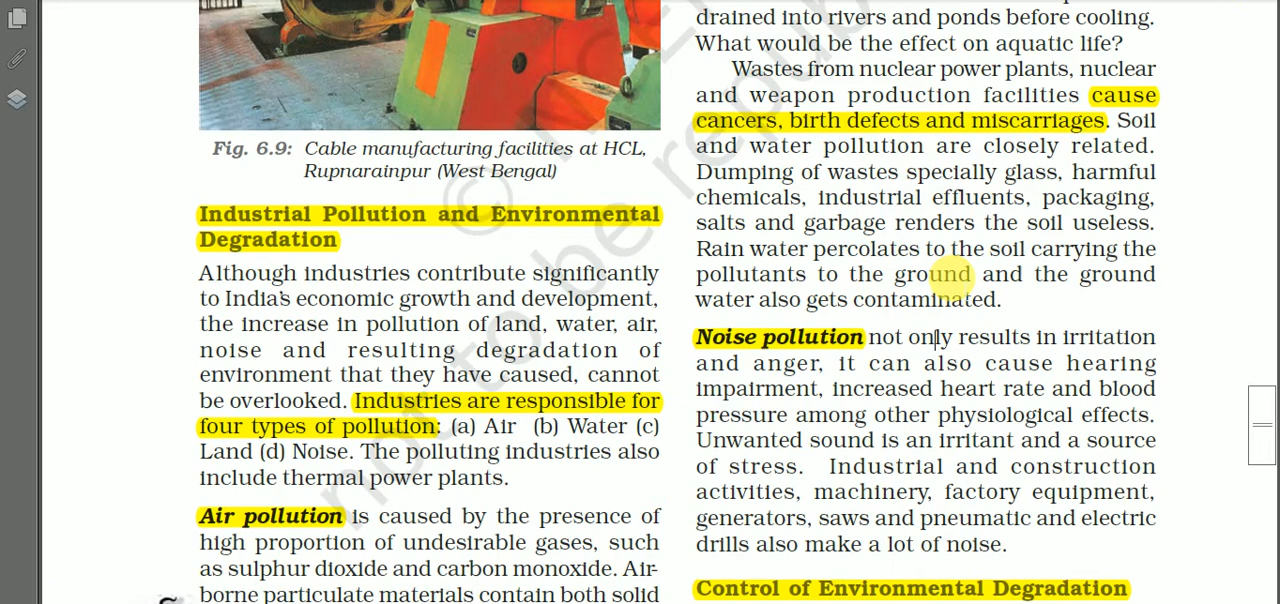 Fig. 6.9: Cable manufacturing facilities at HCL,
Rupnarainpur (West Bengal)
Industrial Pollution and Environmental
Degradation
Although industries contribute significantly
to India's economic growth and development,
the increase in pollution of land, water, air,
noise and resulting degradation of
environment that they have caused, cannot
be overlooked. Industries are responsible for
four types of pollution: (a) Air (b) Water (c)
Land (d) Noise. The polluting industries also
include thermal power plants.
Air pollution is caused by the presence of
high proportion of undesirable gases, such
as sulphur dioxide and carbon monoxide. Air-
borne particulate materials contain both solid
drained into rivers and ponds before cooling.
What would be the effect on aquatic life?
Wastes from nuclear power plants, nuclear
and weapon production facilities cause
cancers, birth defects and miscarriages. Soil
and water pollution are closely related.
Dumping of wastes specially glass, harmful
chemicals, industrial effluents, packaging,
salts and garbage renders the soil useless.
Rain water percolates to the soil carrying the
pollutants to the ground and the ground
water also gets contaminated.
Noise pollution not only results in irritation
and anger, it can also cause hearing
impairment, increased heart rate and blood
pressure among other physiological effects.
Unwanted sound is an irritant and a source
of stress. Industrial and construction
activities, machinery, factory equipment,
generators, saws and pneumatic and electric
drills also make a lot of noise.
Control of Environmental Degradation
not to be repub